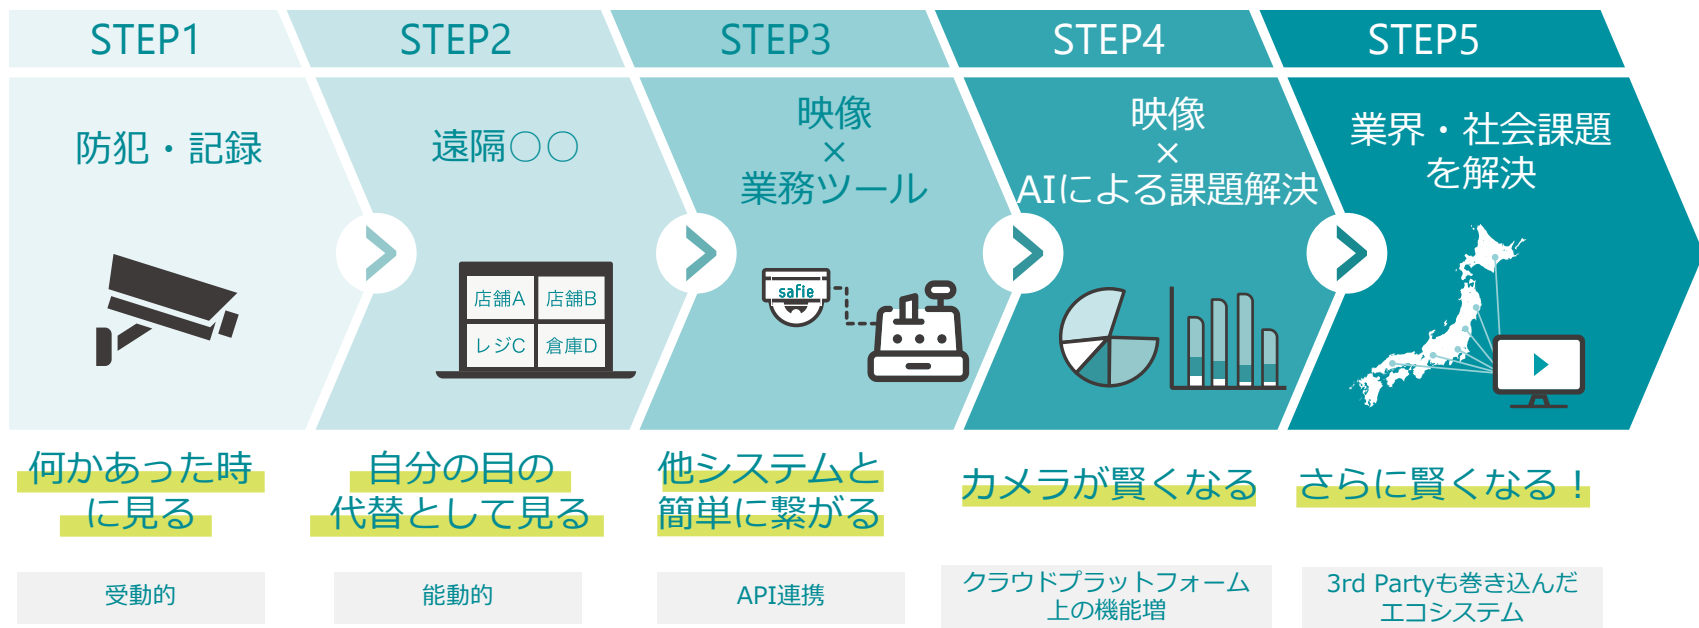 STEP1
STEP2
STEP3
STEP4
STEP5
防犯・記録
遠隔○○
映像
×
業務ツール
映像
×
AIによる課題解決
業界・社会課題
を解決
店舗A
店舗B
レジC
倉庫D
safie
何かあった時
に見る
自分の目の
代替として見る
他システムと
簡単に繋がる
カメラが賢くなる
さらに賢くなる！
受動的
能動的
API連携
クラウドプラットフォーム
上の機能増
3rd Partyも巻き込んだ
エコシステム